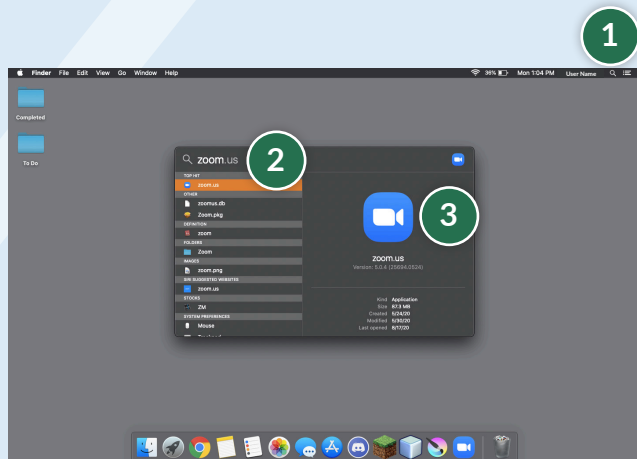 1
Finder File Edit View Go Window Help 36% Mon 1:04 PM User Name
Completed
To Do
zoom.us
2
TOP HIT
zoom.us
OTHER
zoomus.db
Zoom.pkg
DEFINITION
zoom
FOLDERS
Zoom
IMAGES
zoom.png
SIRI SUGGESTED WEBSITES
zoom.us
STOCKS
ZM
SYSTEM PREFERENCES
Mouse
3
zoom.us
Version: 5.0.4 (25694.0524)
Kind Application
Size 87.3 MB
Created 5/24/20
Modified 5/30/20
Last opened 8/17/20